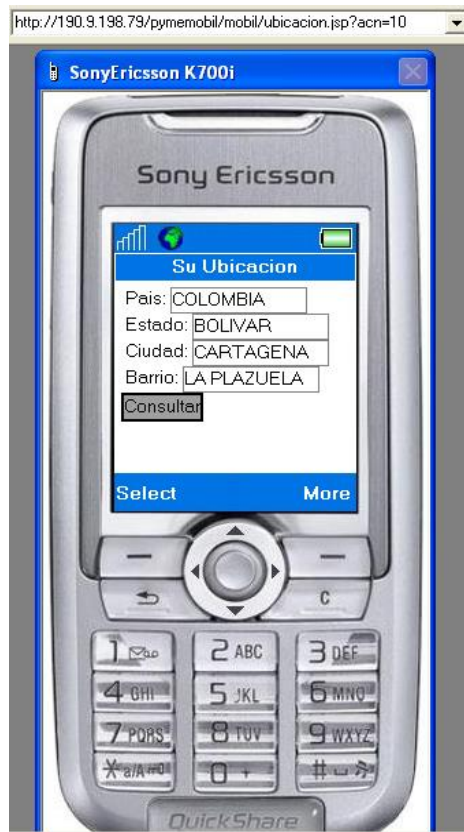 http://190.9.198.79/pymemobil/mobil/ubicacion.jsp?acn=10
SonyEricsson K700i
Sony Ericsson
Su Ubicacion
Pais: COLOMBIA
Estado: BOLIVAR
Ciudad: CARTAGENA
Barrio: LA PLAZUELA
Consultar
Select More
C
1 2 ABC 3 DEF
4 GHI 5 JKL 6 MNO
7 PQRS 8 TUV 9 WXYZ
* a/A 0 + #
QuickShare